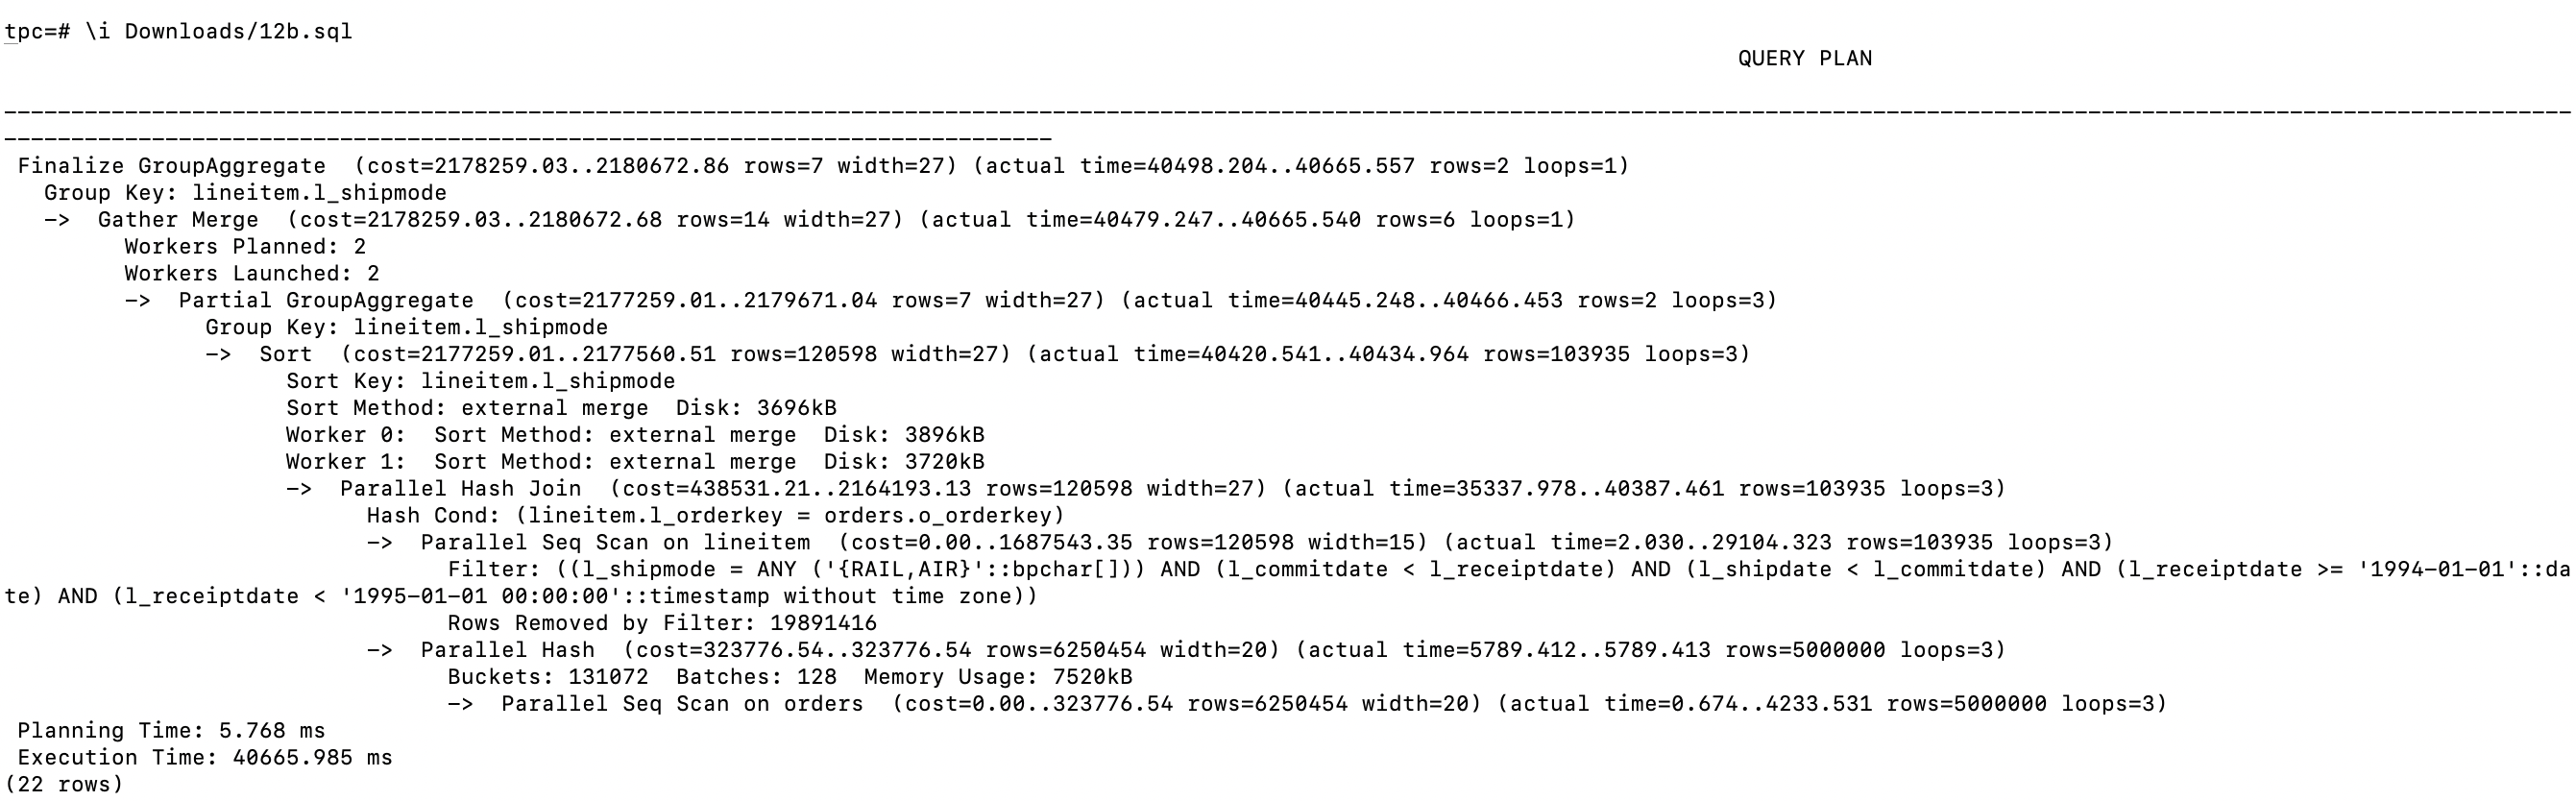 tpc=# \i Downloads/12b.sql
QUERY PLAN
------------------------------------------------------------------------------------------------------------------------------------------------------------------------------------------------
------------------------------------------------------------------------------
Finalize GroupAggregate  (cost=2178259.03..2180672.86 rows=7 width=27) (actual time=40498.204..40665.557 rows=2 loops=1)
Group Key: lineitem.l_shipmode
->  Gather Merge  (cost=2178259.03..2180672.68 rows=14 width=27) (actual time=40479.247..40665.540 rows=6 loops=1)
Workers Planned: 2
Workers Launched: 2
->  Partial GroupAggregate  (cost=2177259.01..2179671.04 rows=7 width=27) (actual time=40445.248..40466.453 rows=2 loops=3)
Group Key: lineitem.l_shipmode
->  Sort  (cost=2177259.01..2177560.51 rows=120598 width=27) (actual time=40420.541..40434.964 rows=103935 loops=3)
Sort Key: lineitem.l_shipmode
Sort Method: external merge  Disk: 3696kB
Worker 0:  Sort Method: external merge  Disk: 3896kB
Worker 1:  Sort Method: external merge  Disk: 3720kB
->  Parallel Hash Join  (cost=438531.21..2164193.13 rows=120598 width=27) (actual time=35337.978..40387.461 rows=103935 loops=3)
Hash Cond: (lineitem.l_orderkey = orders.o_orderkey)
->  Parallel Seq Scan on lineitem  (cost=0.00..1687543.35 rows=120598 width=15) (actual time=2.030..29104.323 rows=103935 loops=3)
Filter: ((l_shipmode = ANY ('{RAIL,AIR}'::bpchar[])) AND (l_commitdate < l_receiptdate) AND (l_shipdate < l_commitdate) AND (l_receiptdate >= '1994-01-01'::da
te) AND (l_receiptdate < '1995-01-01 00:00:00'::timestamp without time zone))
Rows Removed by Filter: 19891416
->  Parallel Hash  (cost=323776.54..323776.54 rows=6250454 width=20) (actual time=5789.412..5789.413 rows=5000000 loops=3)
Buckets: 131072  Batches: 128  Memory Usage: 7520kB
->  Parallel Seq Scan on orders  (cost=0.00..323776.54 rows=6250454 width=20) (actual time=0.674..4233.531 rows=5000000 loops=3)
Planning Time: 5.768 ms
Execution Time: 40665.985 ms
(22 rows)